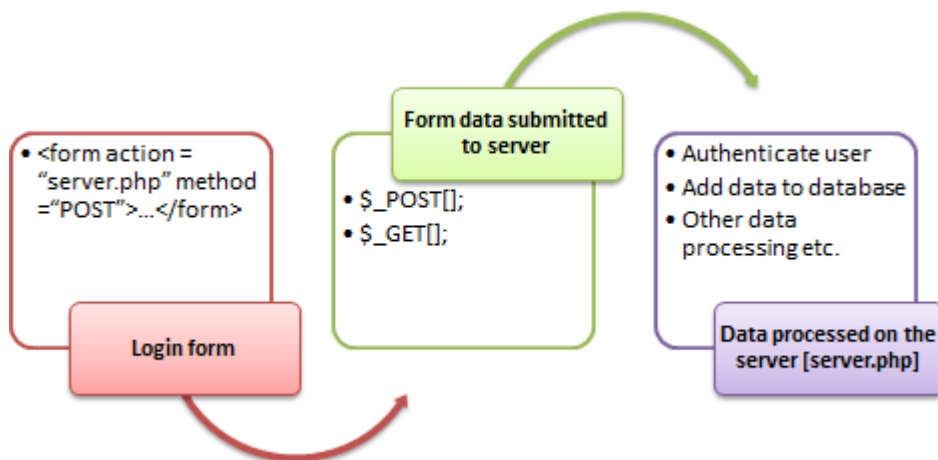 • <form action =
“server.php” method
=“POST”>...</form>
Login form
Form data submitted
to server
• $_POST[];
• $_GET[];
• Authenticate user
• Add data to database
• Other data
processing etc.
Data processed on the
server [server.php]